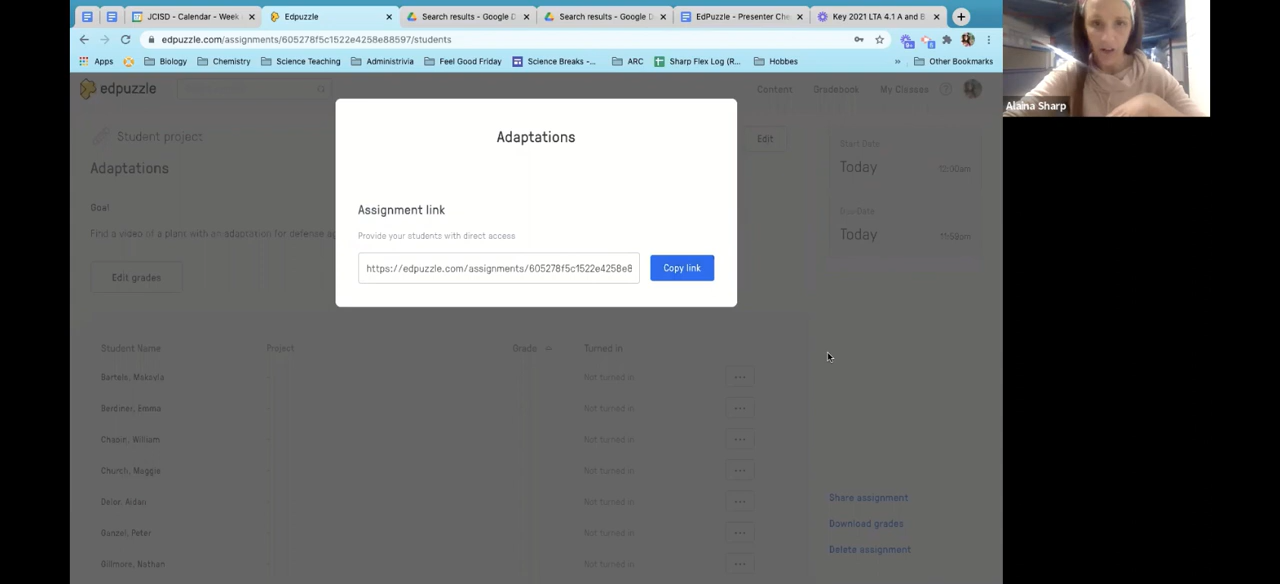 JCISD - Calendar - Week
Edpuzzle
Search results - Google D
Search results - Google D
EdPuzzle - Presenter Che
Key 2021 LTA 4.1 A and B
edpuzzle.com/assignments/605278f5c1522e4258e88597/students
Apps
Biology
Chemistry
Science Teaching
Administrivia
Feel Good Friday
Science Breaks -...
ARC
Sharp Flex Log (R...
Hobbes
»
Other Bookmarks
edpuzzle
Content
Gradebook
My Classes
Alaina Sharp
Student project
Edit
Adaptations
Goal
Find a video of a plans with an adaptation for defense ag
Edit grades
Adaptations
Assignment link
Provide your students with direct access
https://edpuzzle.com/assignments/605278f5c1522e4258e8
Copy link
Start Date
Today 12:00am
Due Date
Today 11:59pm
Student Name Project Grade Turned in
Bartels, Makayla Not turned in
Berdiner, Emma Not turned in
Chapin, William Not turned in
Church, Maggie Not turned in
Delor, Aidan Not turned in
Ganzel, Peter Not turned in
Gillmore, Nathan Not turned in
Share assignment
Download grades
Delete assignment